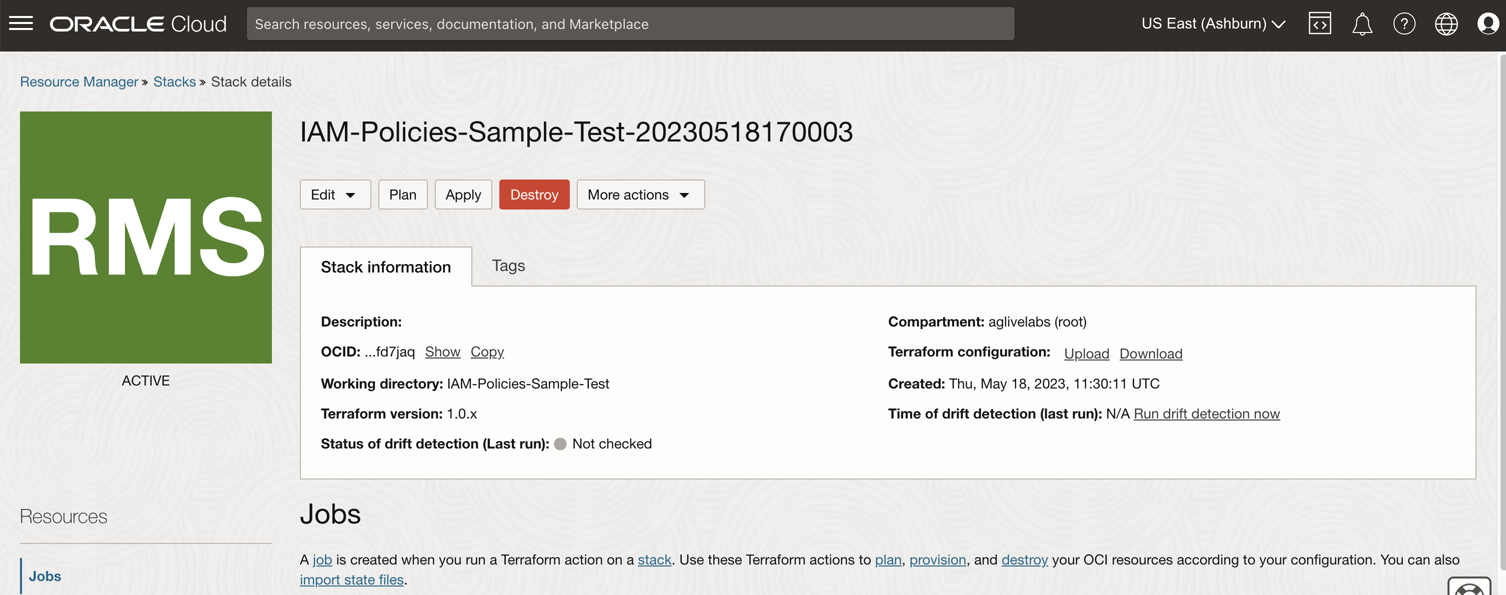 ORACLE Cloud Search resources, services, documentation, and Marketplace US East (Ashburn)
Resource Manager » Stacks » Stack details
RMS
ACTIVE
IAM-Policies-Sample-Test-20230518170003
Edit Plan Apply Destroy More actions
Stack information Tags
Description: Compartment: aglivelabs (root)
OCID: ...fd7jaq Show Copy Terraform configuration: Upload Download
Working directory: IAM-Policies-Sample-Test Created: Thu, May 18, 2023, 11:30:11 UTC
Terraform version: 1.0.x Time of drift detection (last run): N/A Run drift detection now
Status of drift detection (Last run): Not checked
Resources
Jobs
Jobs
A job is created when you run a Terraform action on a stack. Use these Terraform actions to plan, provision, and destroy your OCI resources according to your configuration. You can also
import state files.